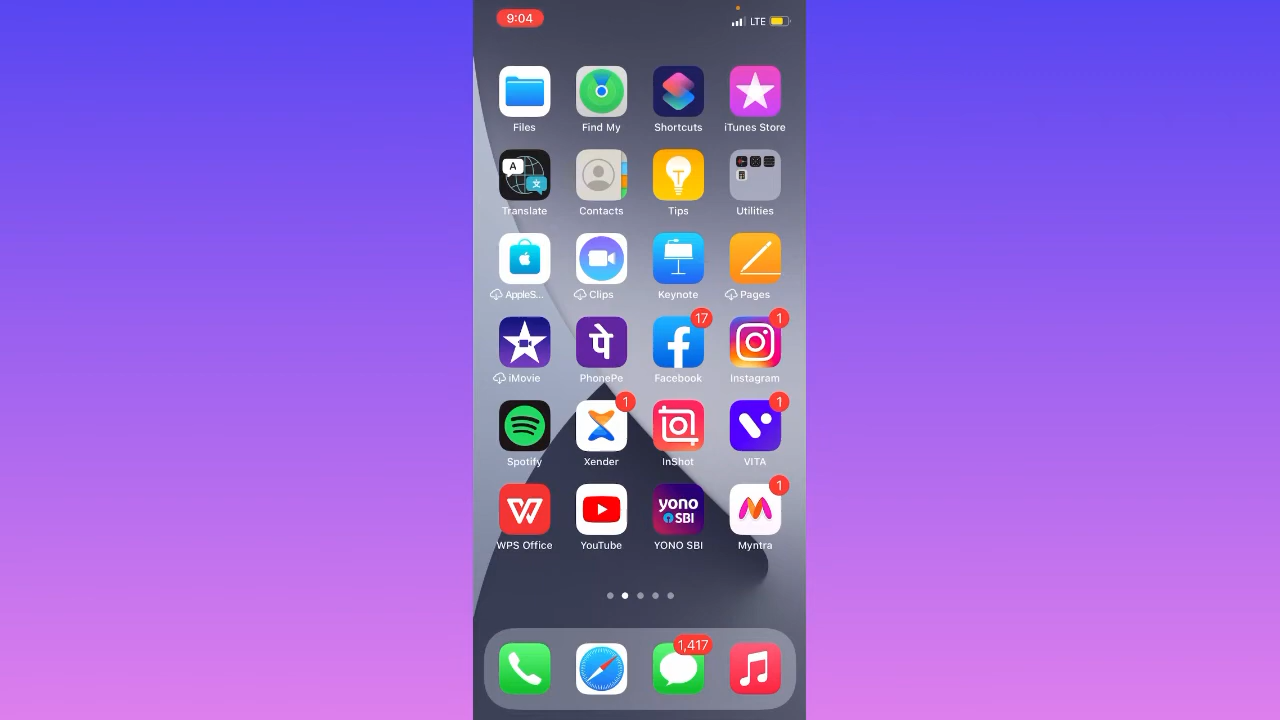 9:04 LTE
Files Find My Shortcuts iTunes Store
A 文
Translate Contacts Tips Utilities
AppleS... Clips Keynote Pages
17 1
पे
iMovie PhonePe Facebook Instagram
1 1
Spotify Xender InShot VITA
1
yono
SBI
WPS Office YouTube YONO SBI Myntra
1,417